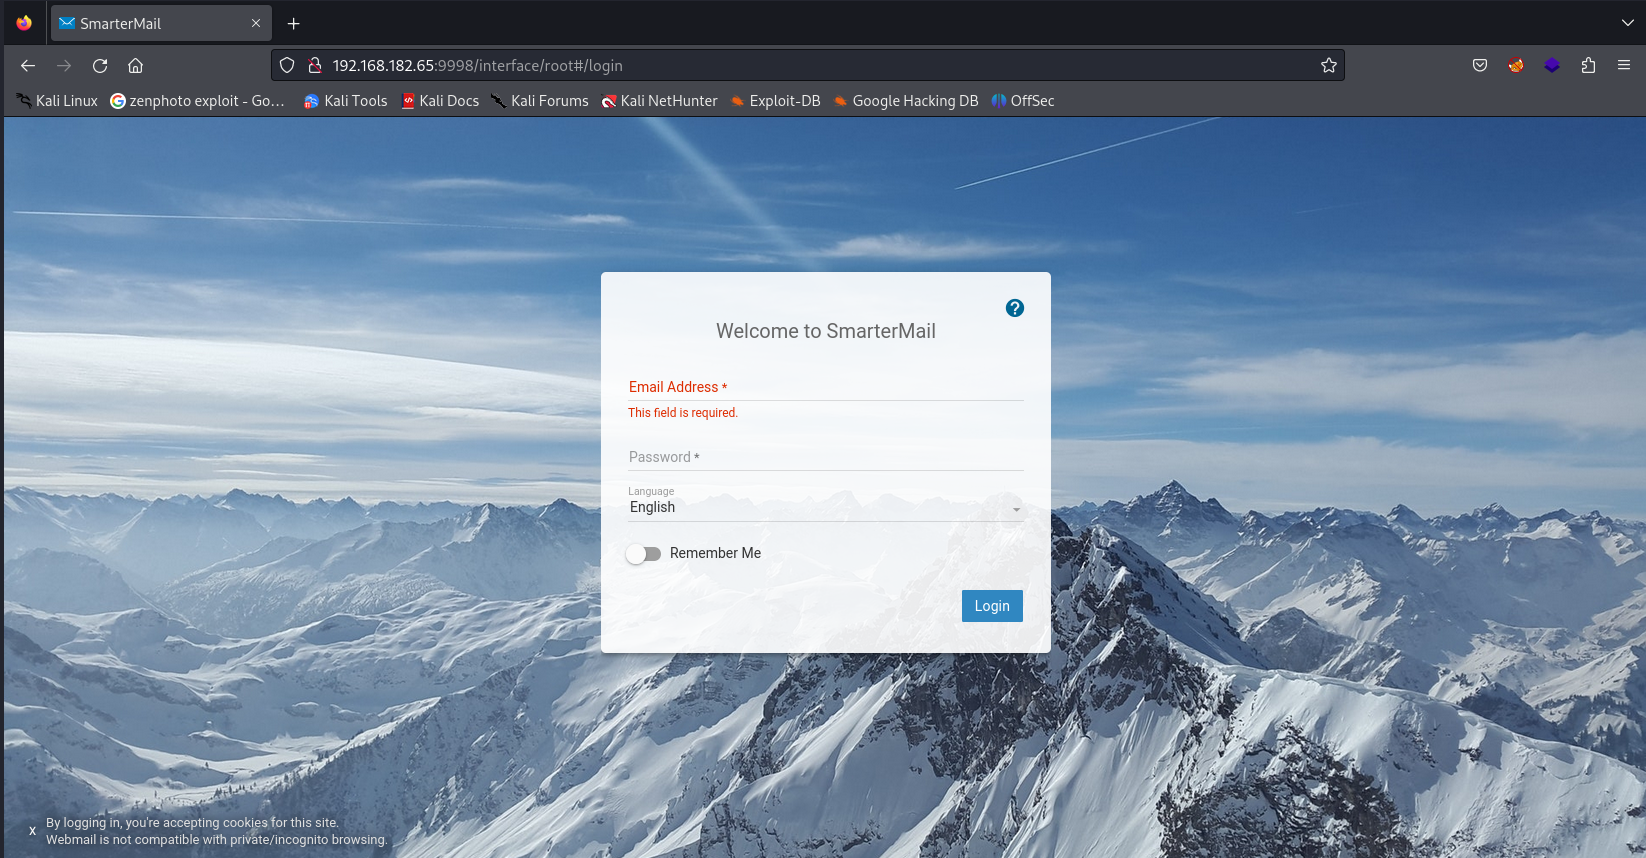 SmarterMail
192.168.182.65:9998/interface/root#/login
Kali Linux
zenphoto exploit - Go…
Kali Tools
Kali Docs
Kali Forums
Kali NetHunter
Exploit-DB
Google Hacking DB
OffSec
?
Welcome to SmarterMail
Email Address *
This field is required.
Password *
Language
English
Remember Me
Login
x
By logging in, you're accepting cookies for this site.
Webmail is not compatible with private/incognito browsing.